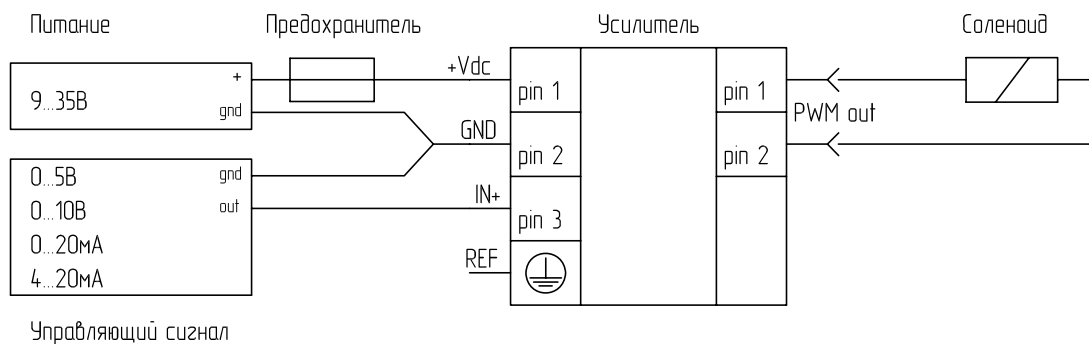 Питание
Предохранитель
Усилитель
Соленоид
9...35В
+
gnd
+Vdc
pin 1
pin 1
PWM out
GND
pin 2
pin 2
0...5В
gnd
0...10В
out
IN+
pin 3
0...20мА
4...20мА
REF
Управляющий сигнал